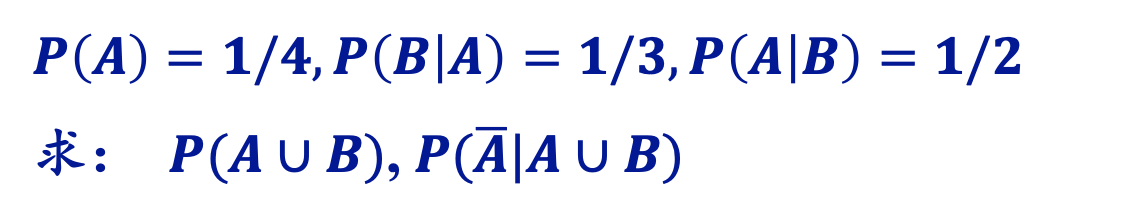 P(A) = 1/4, P(B|A) = 1/3, P(A|B) = 1/2
求： P(A ∪ B), P(A̅|A ∪ B)